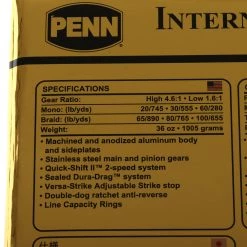 PENN
INTERN
SPECIFICATIONS
Gear Ratio: High 4.6:1 • Low 1.6:1
Mono: (lb/yds) 20/745 • 30/555 • 60/280
Braid: (lb/yds) 65/890 • 80/765 • 100/655
Weight: 36 oz • 1005 grams
• Machined and anodized aluminum body
and sideplates
• Stainless steel main and pinion gears
• Quick-Shift II™ 2-speed system
• Sealed Dura-Drag™ system
• Versa-Strike Adjustable Strike stop
• Double-dog ratchet anti-reverse
• Line Capacity Rings
仕様